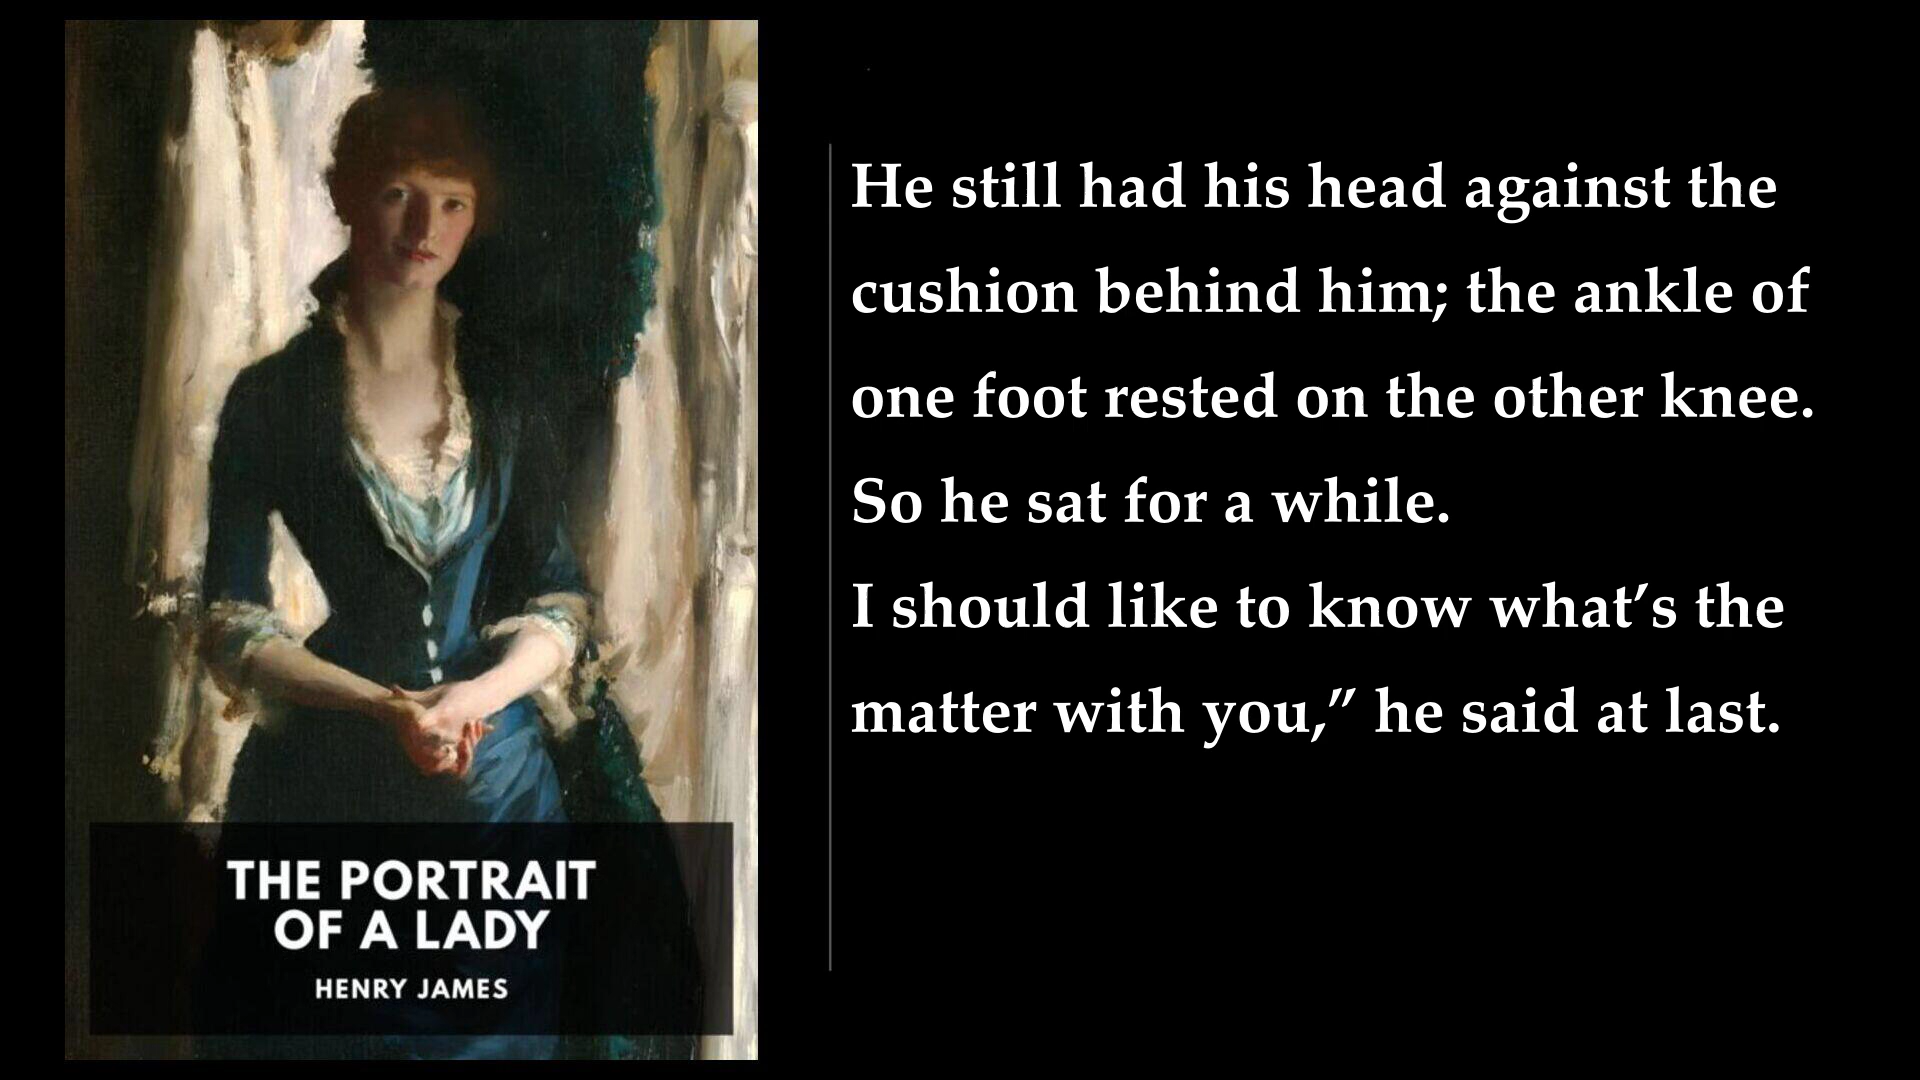 He still had his head against the
cushion behind him; the ankle of
one foot rested on the other knee.
So he sat for a while.
I should like to know what’s the
matter with you,” he said at last.
THE PORTRAIT
OF A LADY
HENRY JAMES